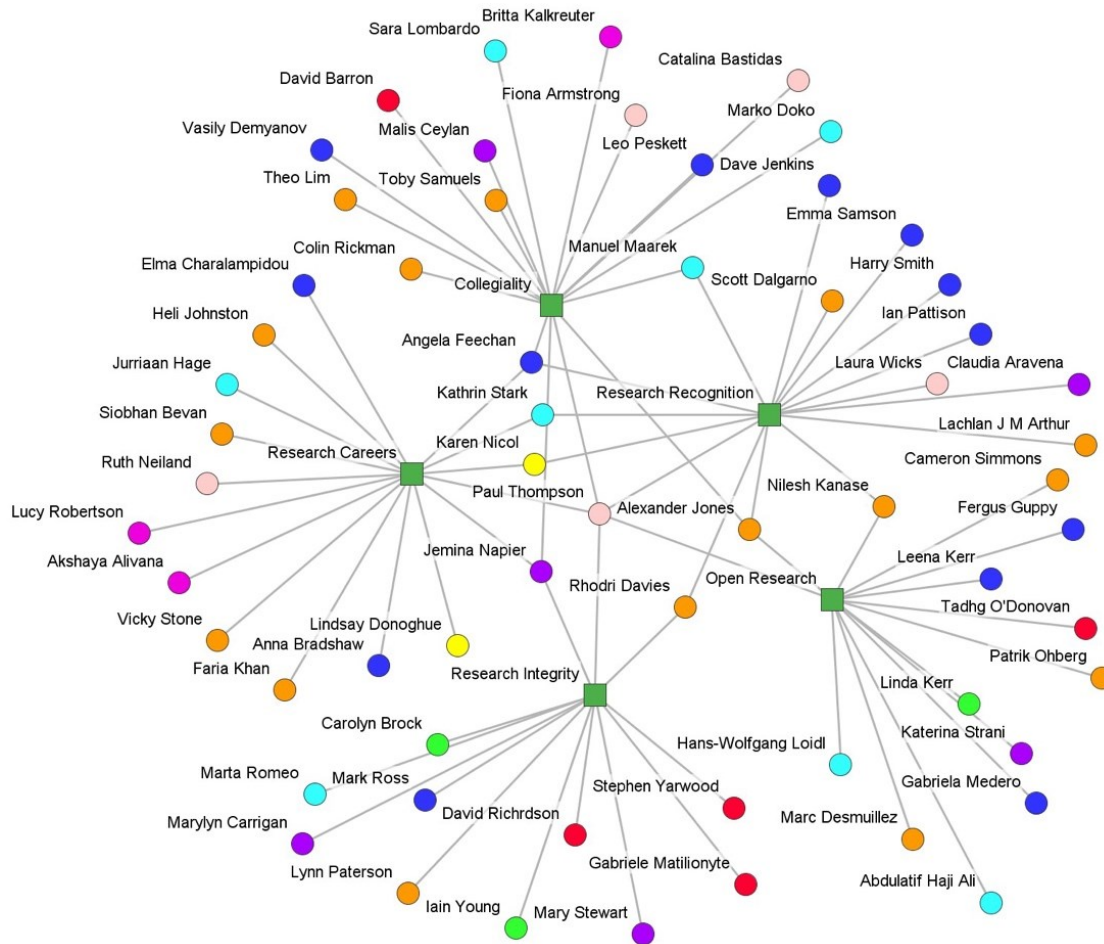 Britta Kalkreuter
Sara Lombardo
Catalina Bastidas
David Barron
Fiona Armstrong
Marko Doko
Vasily Demyanov
Malis Ceylan
Leo Peskett
Dave Jenkins
Theo Lim
Toby Samuels
Emma Samson
Colin Rickman
Manuel Maarek
Elma Charalampidou
Harry Smith
Collegiality
Scott Dalgarno
Heli Johnston
Ian Pattison
Angela Feechan
Jurriaan Hage
Laura Wicks
Claudia Aravena
Kathrin Stark
Research Recognition
Siobhan Bevan
Lachlan J M Arthur
Karen Nicol
Research Careers
Ruth Neiland
Cameron Simmons
Nilesh Kanase
Paul Thompson
Alexander Jones
Lucy Robertson
Fergus Guppy
Jemina Napier
Leena Kerr
Akshaya Alivana
Rhodri Davies
Open Research
Tadhg O'Donovan
Vicky Stone
Lindsay Donoghue
Anna Bradshaw
Patrik Ohberg
Faria Khan
Research Integrity
Linda Kerr
Carolyn Brock
Katerina Strani
Hans-Wolfgang Loidl
Marta Romeo
Mark Ross
Gabriela Medero
Stephen Yarwood
Marylyn Carrigan
David Richrdson
Marc Desmuillez
Lynn Paterson
Gabriele Matilionyte
Abdulatif Haji Ali
Iain Young
Mary Stewart